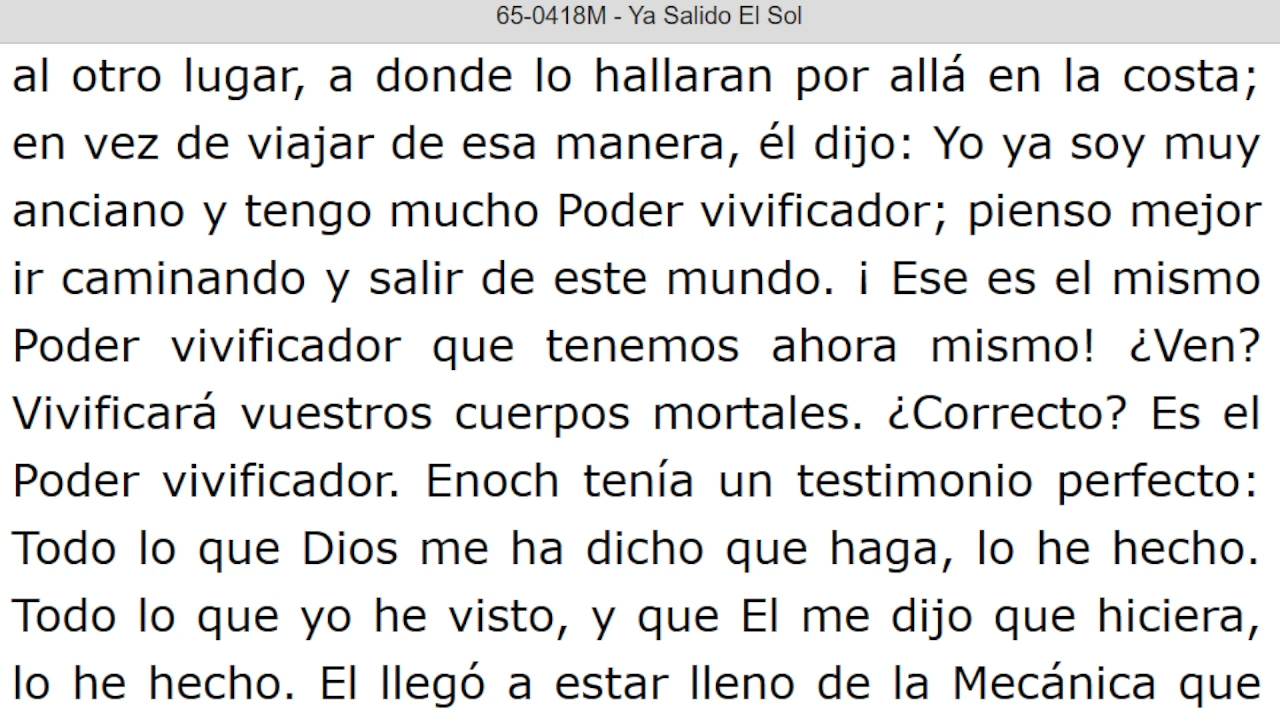 65-0418M - Ya Salido El Sol
al otro lugar, a donde lo hallaran por allá en la costa;
en vez de viajar de esa manera, él dijo: Yo ya soy muy
anciano y tengo mucho Poder vivificador; pienso mejor
ir caminando y salir de este mundo. ¡ Ese es el mismo
Poder vivificador que tenemos ahora mismo! ¿Ven?
Vivificará vuestros cuerpos mortales. ¿Correcto? Es el
Poder vivificador. Enoch tenía un testimonio perfecto:
Todo lo que Dios me ha dicho que haga, lo he hecho.
Todo lo que yo he visto, y que El me dijo que hiciera,
lo he hecho. El llegó a estar lleno de la Mecánica que